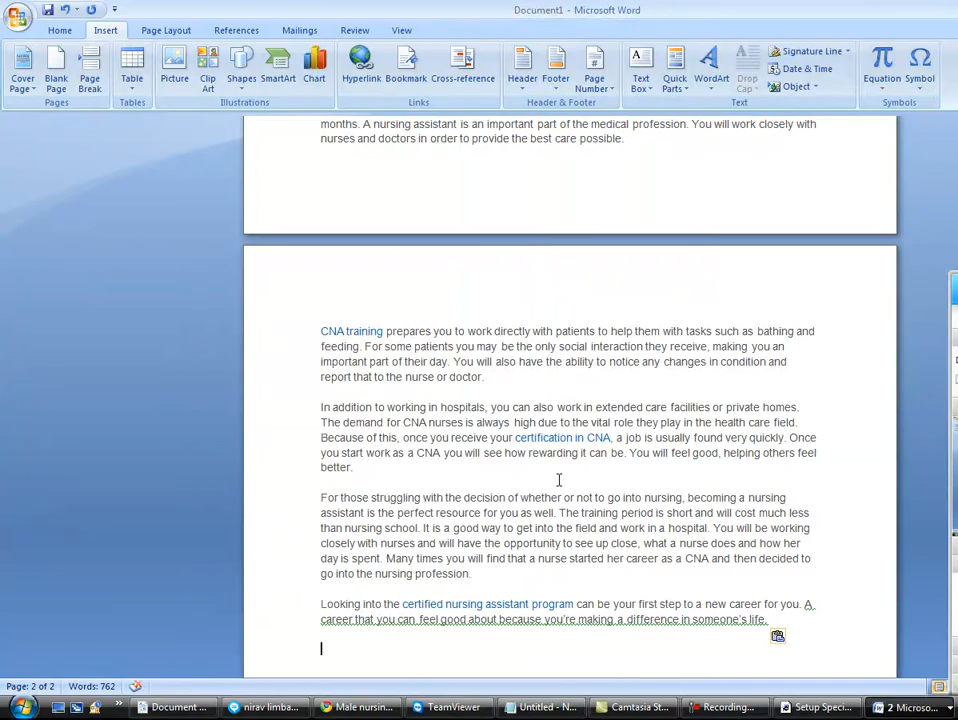 Document1 - Microsoft Word
Home Insert Page Layout References Mailings Review View
Cover Page Blank Page Page Break Table Picture Clip Art Shapes SmartArt Chart Hyperlink Bookmark Cross-reference Header Footer Page Number Text Box Quick Parts WordArt Drop Cap Signature Line Date & Time Object Equation Symbol
Pages Tables Illustrations Links Header & Footer Text Symbols
months. A nursing assistant is an important part of the medical profession. You will work closely with
nurses and doctors in order to provide the best care possible.
CNA training prepares you to work directly with patients to help them with tasks such as bathing and
feeding. For some patients you may be the only social interaction they receive, making you an
important part of their day. You will also have the ability to notice any changes in condition and
report that to the nurse or doctor.
In addition to working in hospitals, you can also work in extended care facilities or private homes.
The demand for CNA nurses is always high due to the vital role they play in the health care field.
Because of this, once you receive your certification in CNA, a job is usually found very quickly. Once
you start work as a CNA you will see how rewarding it can be. You will feel good, helping others feel
better.
For those struggling with the decision of whether or not to go into nursing, becoming a nursing
assistant is the perfect resource for you as well. The training period is short and will cost much less
than nursing school. It is a good way to get into the field and work in a hospital. You will be working
closely with nurses and will have the opportunity to see up close, what a nurse does and how her
day is spent. Many times you will find that a nurse started her career as a CNA and then decided to
go into the nursing profession.
Looking into the certified nursing assistant program can be your first step to a new career for you. A
career that you can feel good about because you're making a difference in someone's life.
Page: 2 of 2 Words: 762
Document ... nirav limba... Male nursin... TeamViewer Untitled - N... Camtasia St... Recording... Setup Speci... 2 Microso...